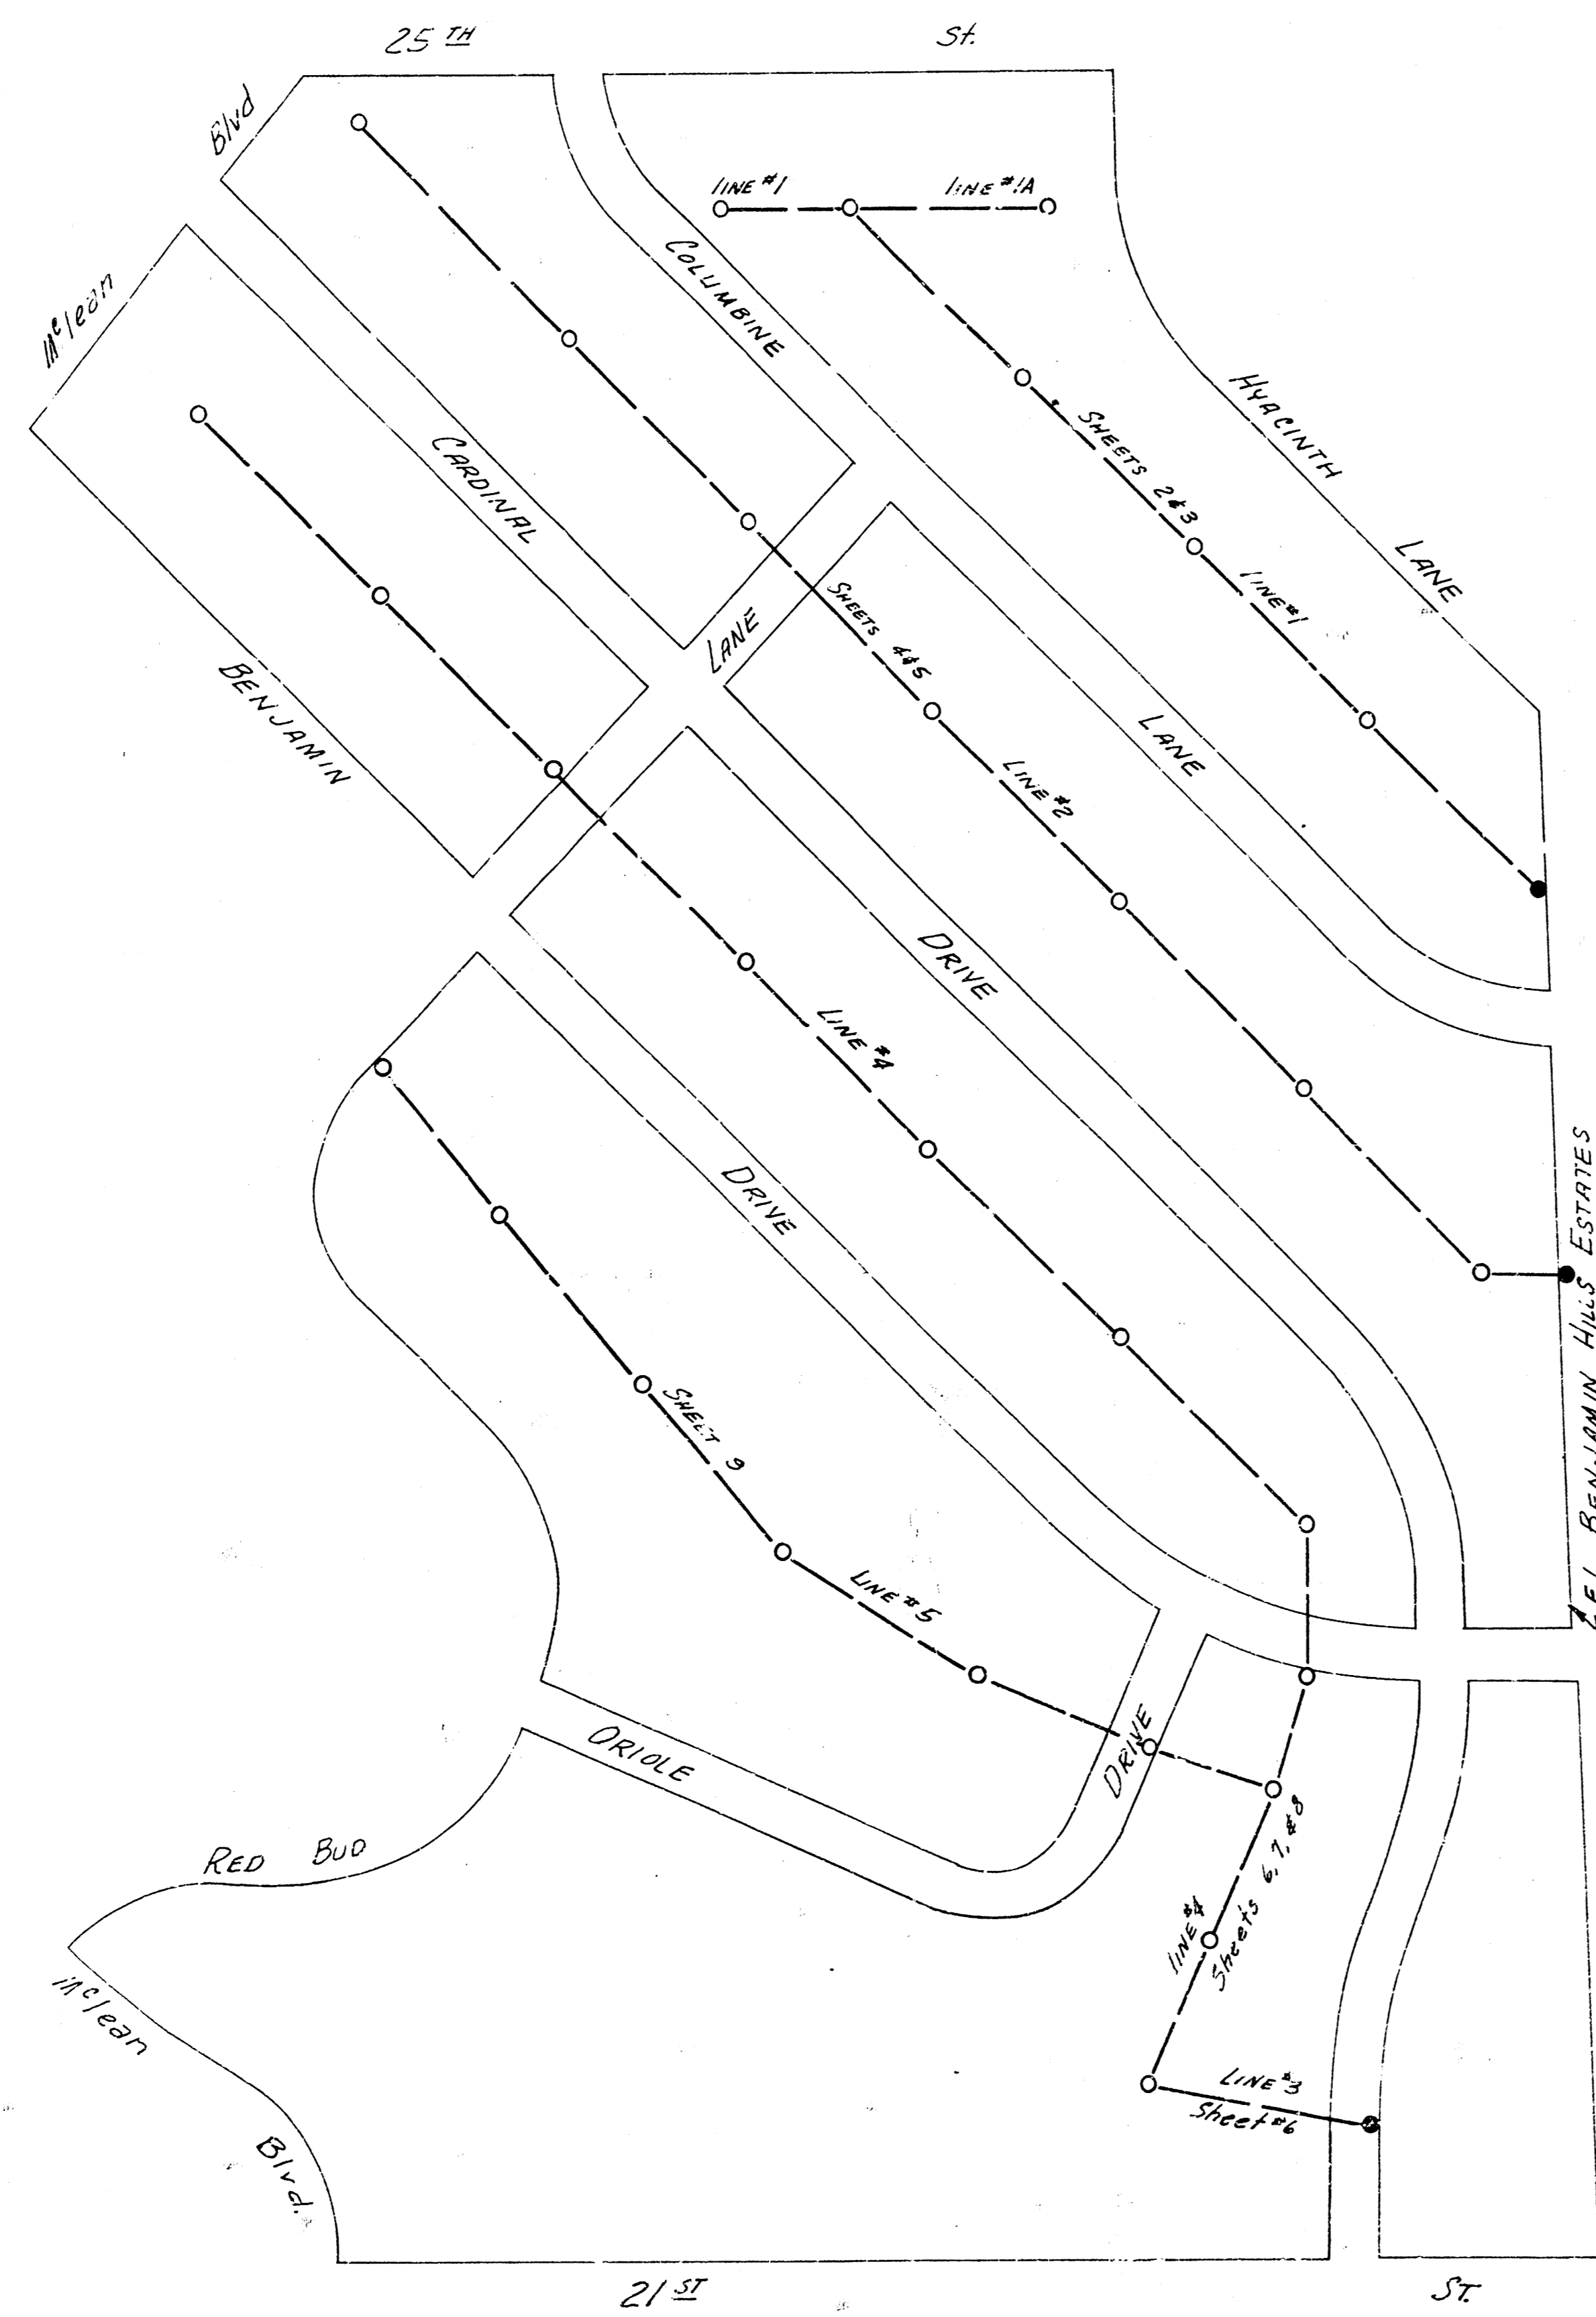 25TH St.
Blvd
LINE #1
LINE #1A
COLUMBINE
McLean
HYACINTH
SHEETS 2&3
CARDINAL
LANE
LINE #1
SHEETS 4&5
LANE
BENJAMIN
LANE
LINE #2
DRIVE
LINE #4
DRIVE
BENJAMIN HILLS ESTATES
SHEET 9
LINE #5
ORIOLE
DRIVE
RED BUD
LINE #4
Sheets 6,7,&8
McLean
LINE #3
Sheet #6
Blvd.
21ST ST.